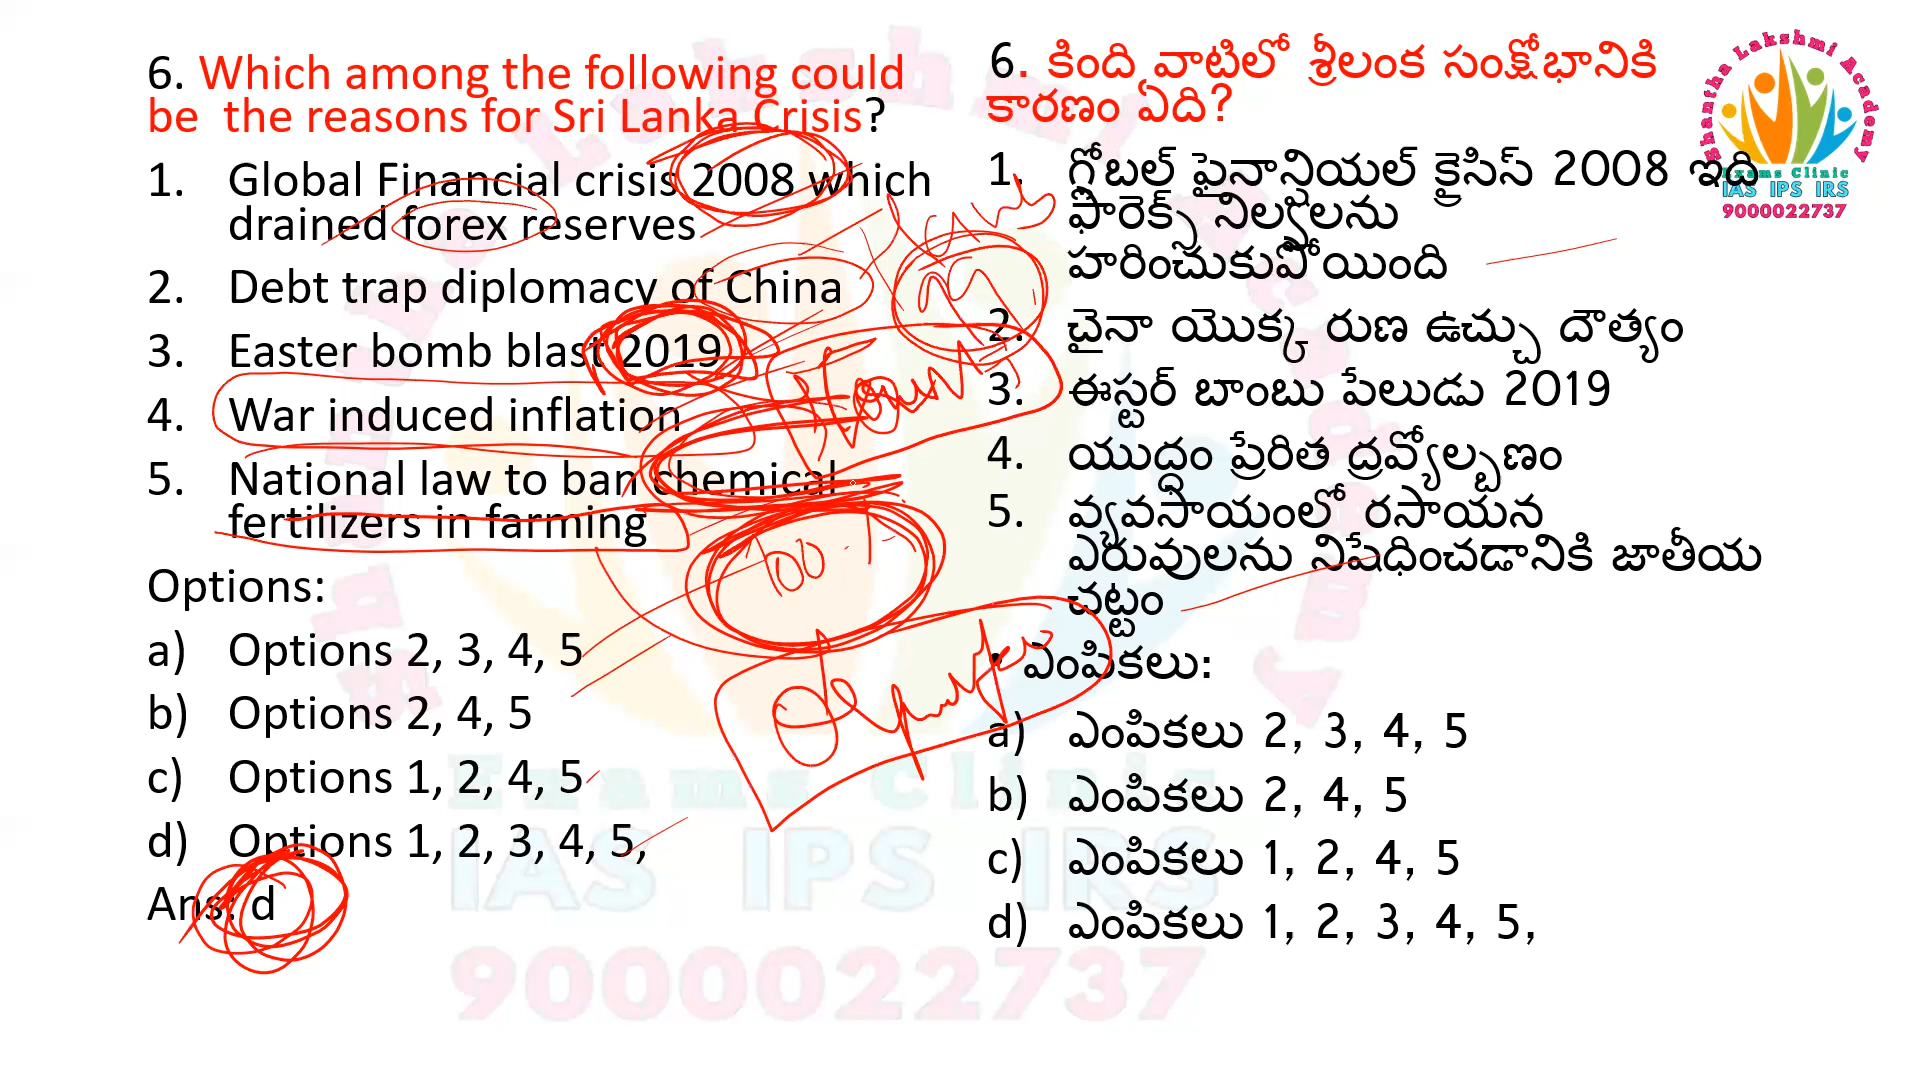 6. Which among the following could
be the reasons for Sri Lanka Crisis?
1. Global Financial crisis 2008 which
drained forex reserves
2. Debt trap diplomacy of China
3. Easter bomb blast 2019
4. War induced inflation
5. National law to ban chemical
fertilizers in farming
Options:
a) Options 2, 3, 4, 5
b) Options 2, 4, 5
c) Options 1, 2, 4, 5
d) Options 1, 2, 3, 4, 5,
Ans: d
6. కింది వాటిలో శ్రీలంక సంక్షోభానికి
కారణం ఏది?
1. గ్లోబల్ ఫైనాన్షియల్ క్రైసిస్ 2008 ఇది
ఫారెక్స్ నిల్వలను
హరించుకుపోయింది
2. చైనా యొక్క రుణ ఉచ్చు దౌత్యం
3. ఈస్టర్ బాంబు పేలుడు 2019
4. యుద్ధం ప్రేరిత ద్రవ్యోల్బణం
5. వ్యవసాయంలో రసాయన
ఎరువులను నిషేధించడానికి జాతీయ
చట్టం
• ఎంపికలు:
a) ఎంపికలు 2, 3, 4, 5
b) ఎంపికలు 2, 4, 5
c) ఎంపికలు 1, 2, 4, 5
d) ఎంపికలు 1, 2, 3, 4, 5,
Shantha Lakshmi Academy
Exams Clinic
IAS IPS IRS
9000022737
Exams Clinic
IAS IPS IRS
9000022737